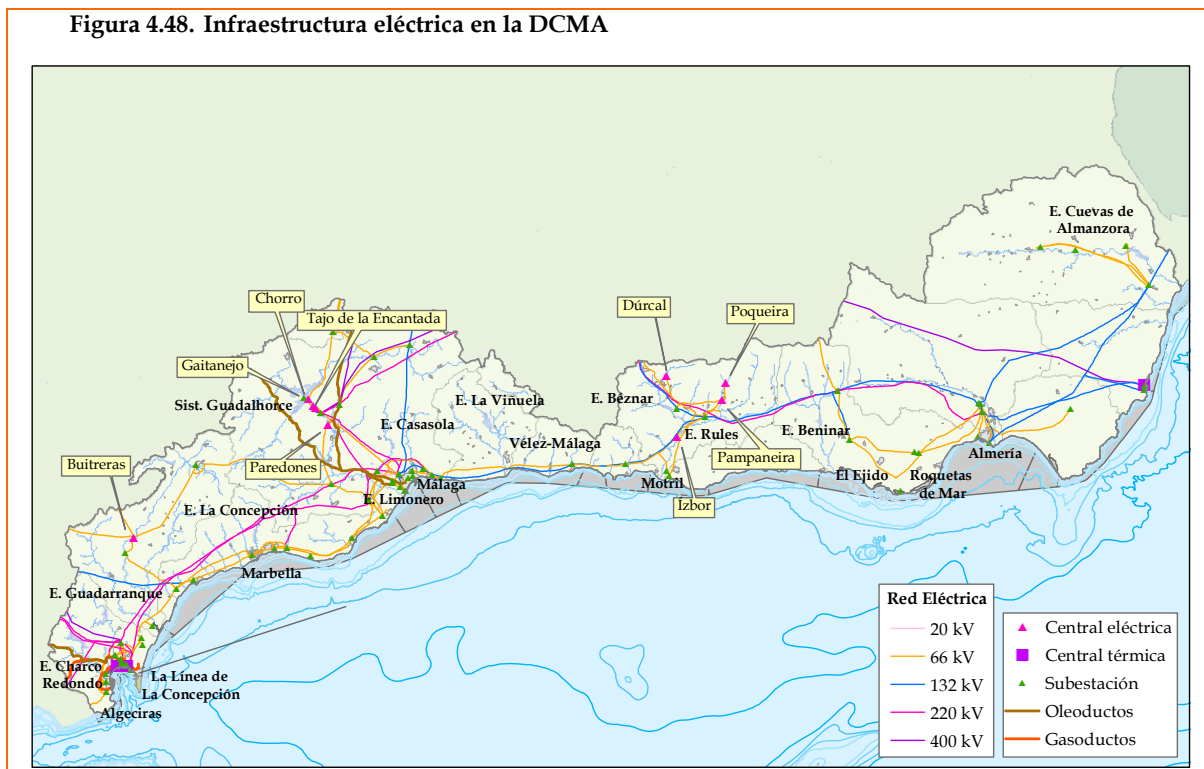 Figura 4.48. Infraestructura eléctrica en la DCMA
E. Cuevas de
Almanzora
Chorro
Tajo de la Encantada
Dúrcal
Poqueira
Gaitanejo
Sist. Guadalhorce
E. La Viñuela
E. Béznar
E. Casasola
E. Rules
E. Beninar
Vélez-Málaga
Buitreras
Paredones
Pampaneira
Almería
Málaga
Motril
El Ejido
Roquetas
de Mar
E. Limonero
Izbor
E. La Concepción
Marbella
E. Guadarranque
E. Charco
Redondo
La Línea de
La Concepción
Algeciras
Red Eléctrica
20 kV
66 kV
132 kV
220 kV
400 kV
Central eléctrica
Central térmica
Subestación
Oleoductos
Gasoductos